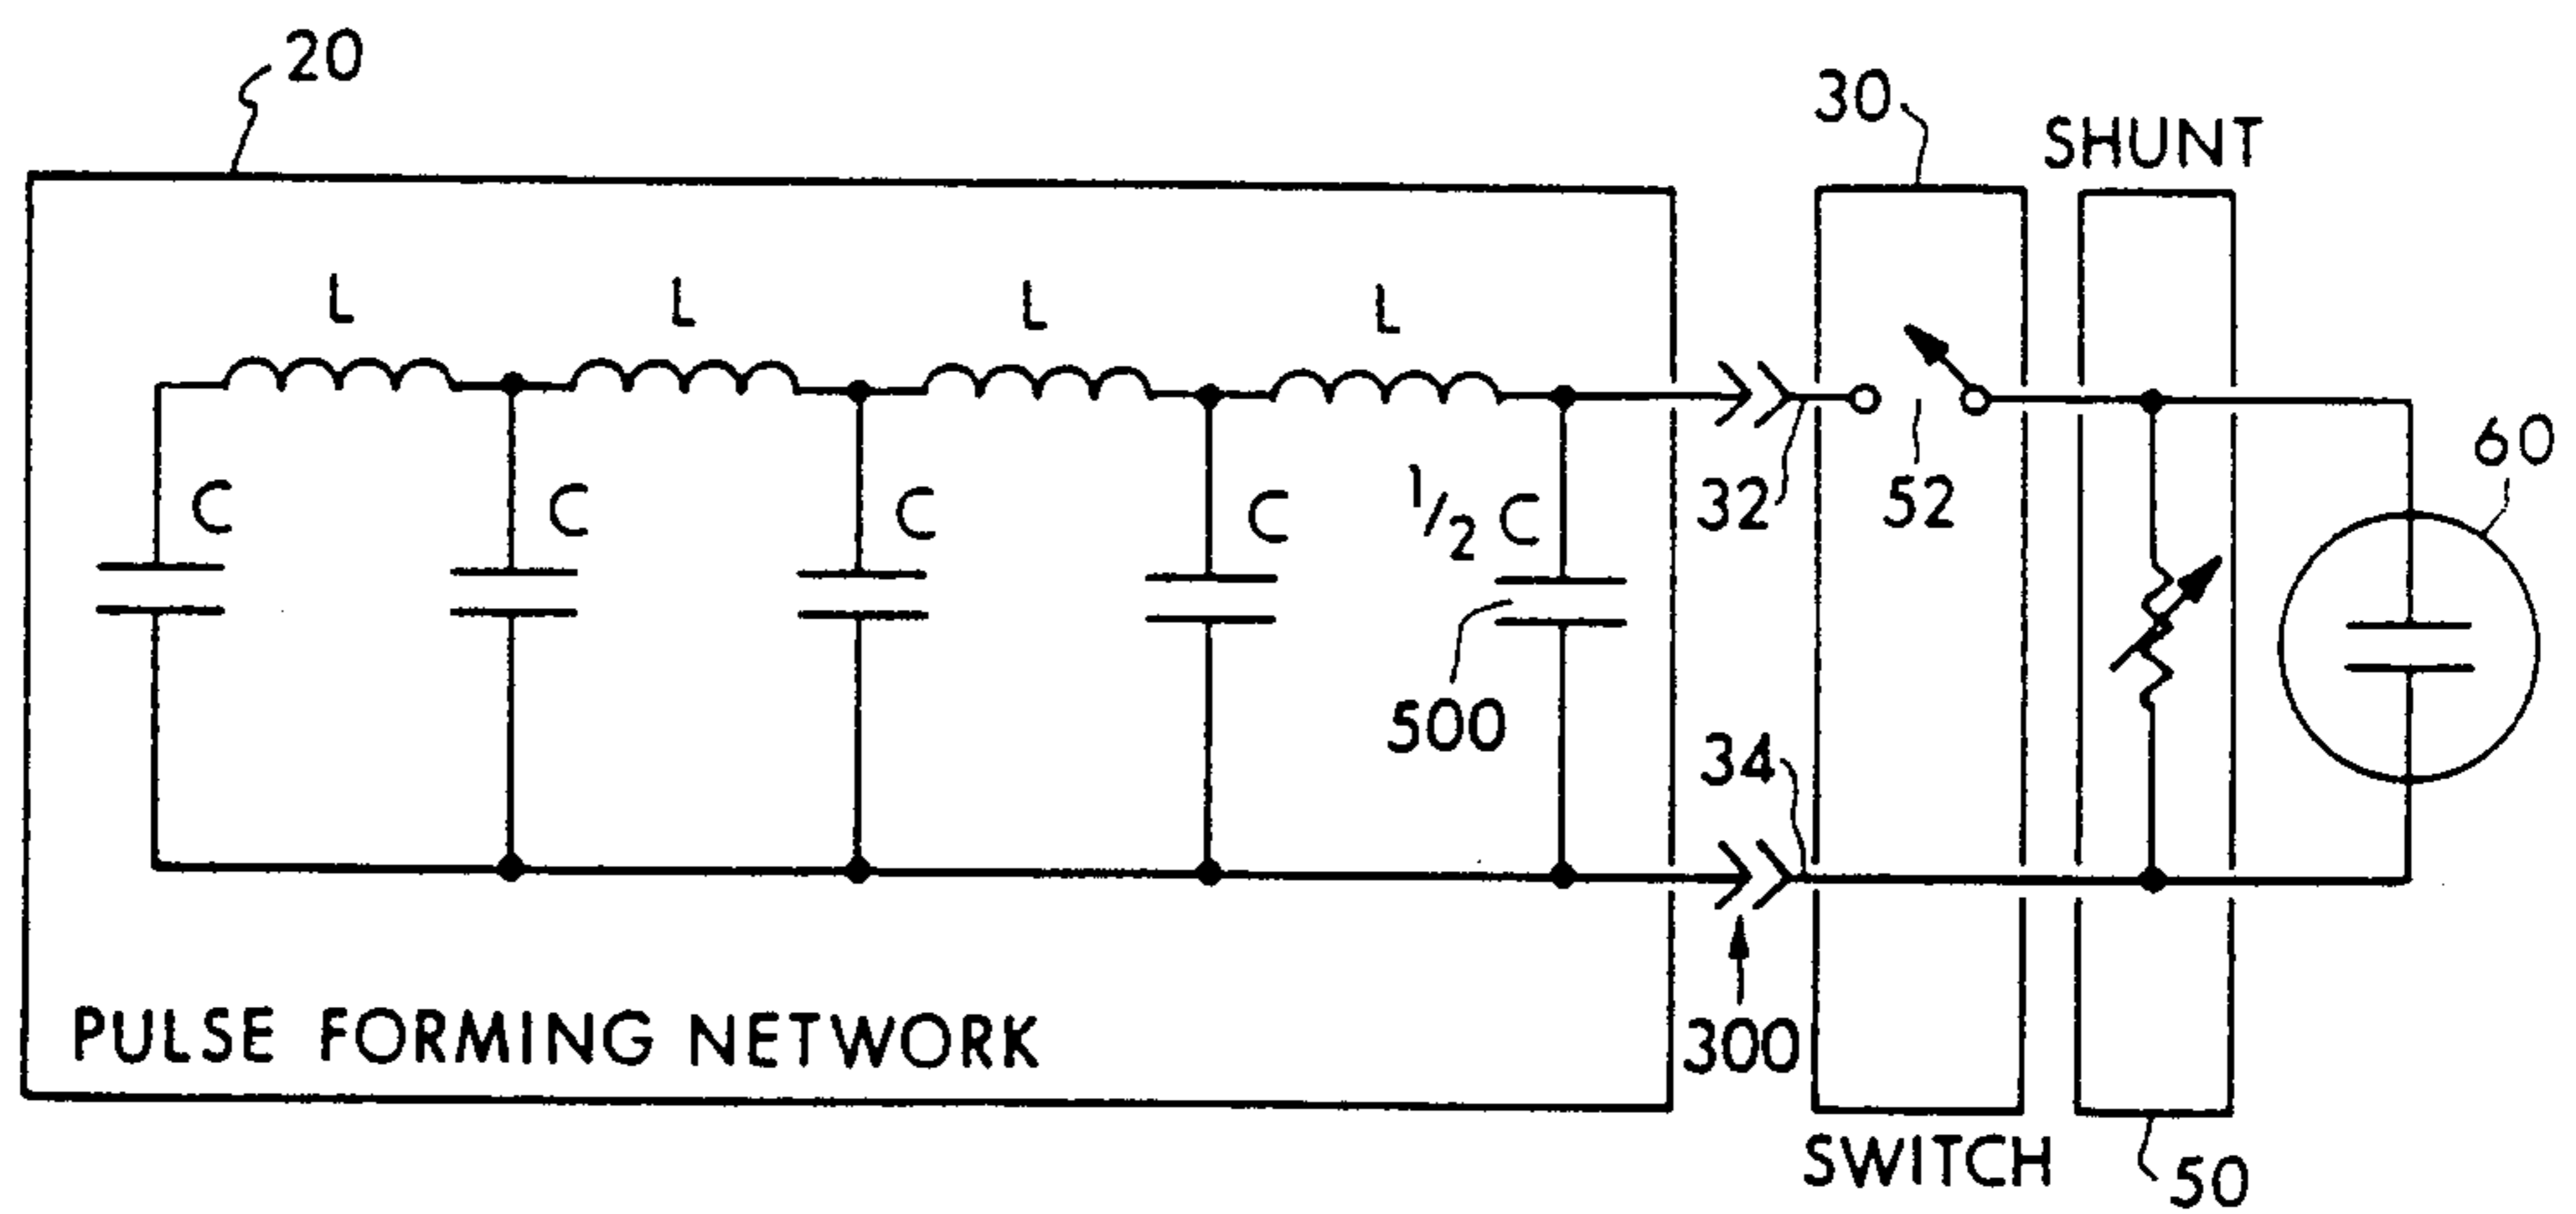 20
30
SHUNT
L L L L
60
C C C C 1/2 C
32 52
500
34
PULSE FORMING NETWORK
300
SWITCH
50